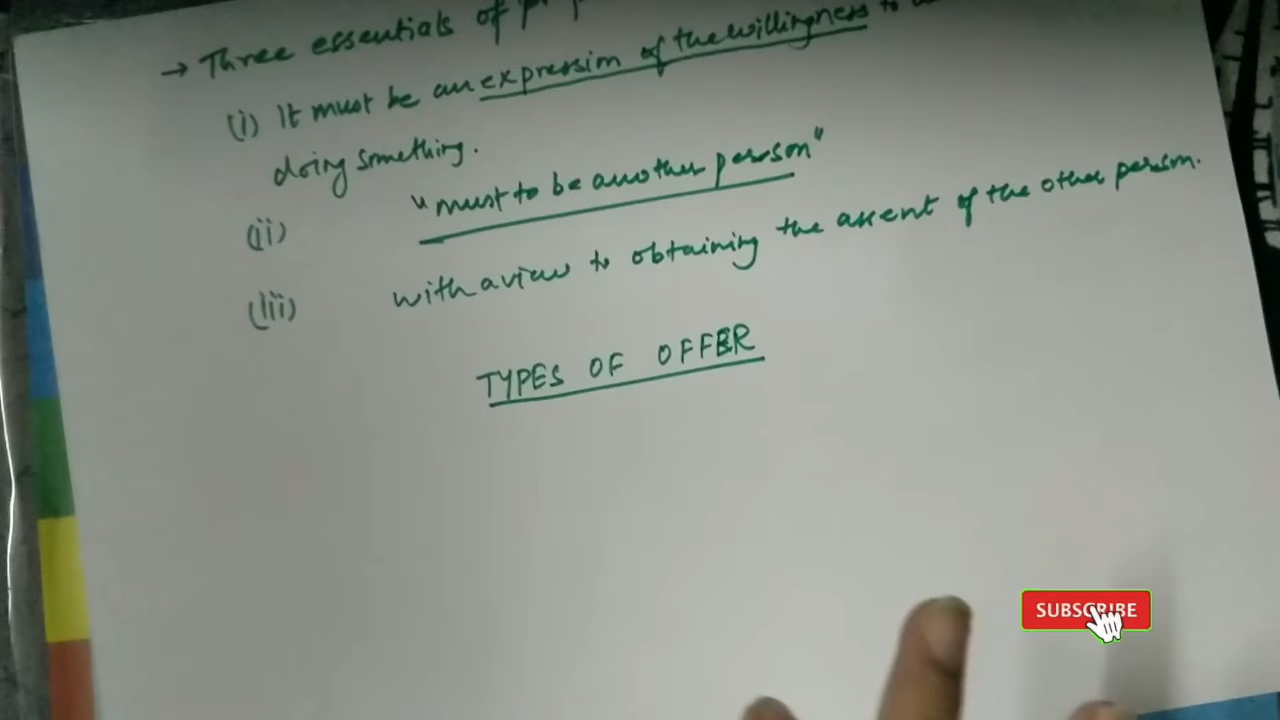 → Three essentials of
(i) It must be an expression of the willingness to
doing something.
(ii) "must to be another person"
(iii) with a view to obtaining the assent of the other person.
TYPES OF OFFER
SUBSCRIBE